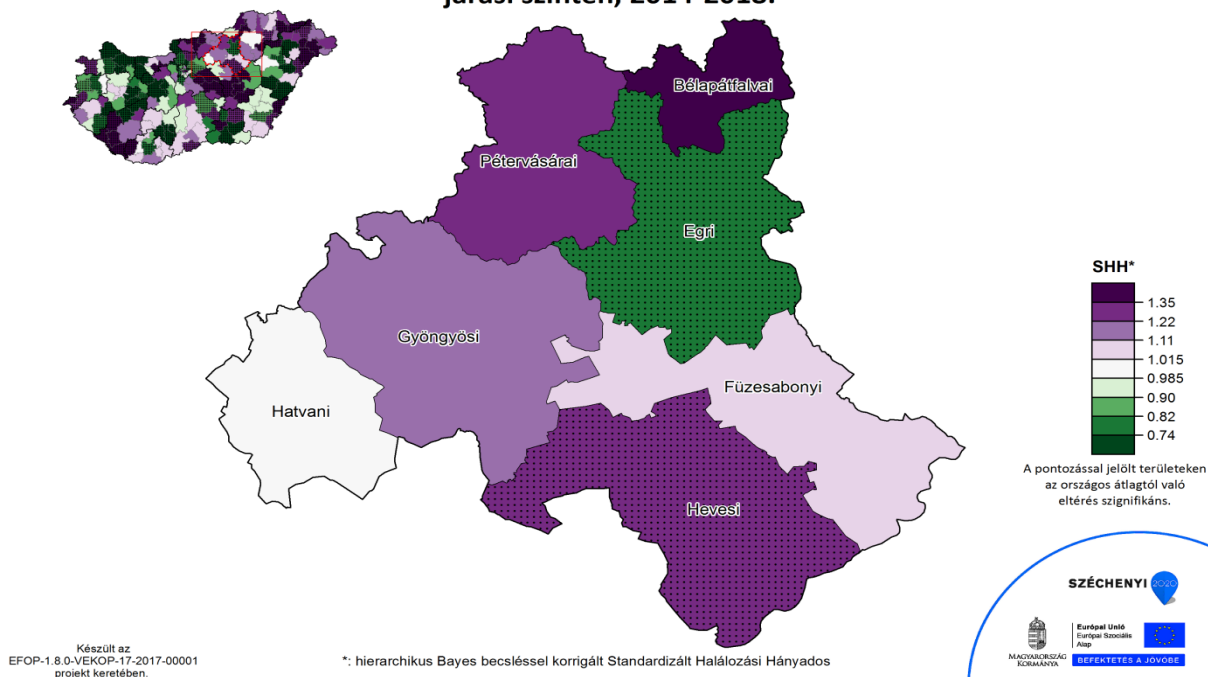 járási szinten, 2014-2018.
Bélapátfalvai
Pétervásárai
Egri
Gyöngyösi
Füzesabonyi
Hatvani
Hevesi
SHH*
1.35
1.22
1.11
1.015
0.985
0.90
0.82
0.74
A pontozással jelölt területeken
az országos átlagtól való
eltérés szignifikáns.
SZÉCHENYI 2020
Magyarország
Kormánya
Európai Unió
Európai Szociális
Alap
BEFEKTETÉS A JÖVŐBE
Készült az
EFOP-1.8.0-VEKOP-17-2017-00001
projekt keretében.
*: hierarchikus Bayes becsléssel korrigált Standardizált Halálozási Hányados